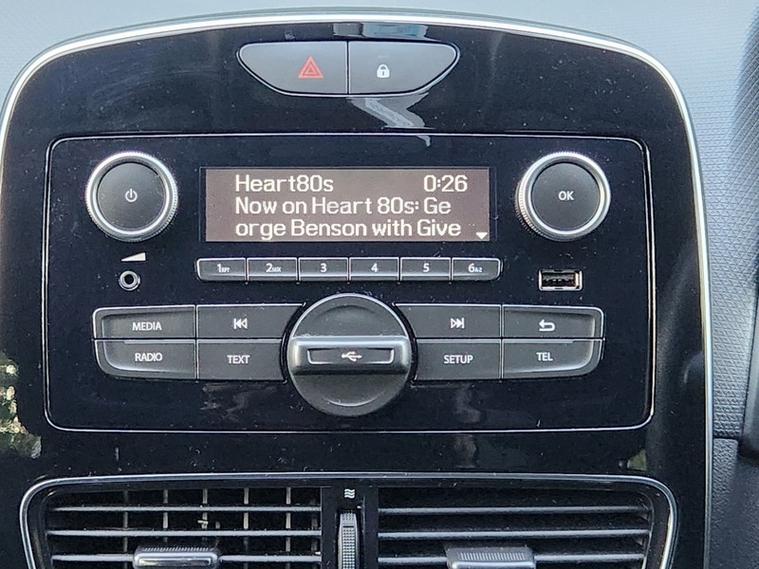 Heart80s 0:26
Now on Heart 80s: Ge
orge Benson with Give
OK
1 2 3 4 5 6
MEDIA
RADIO TEXT SETUP TEL